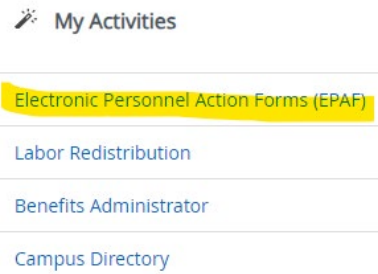 My Activities
Electronic Personnel Action Forms (EPAF)
Labor Redistribution
Benefits Administrator
Campus Directory